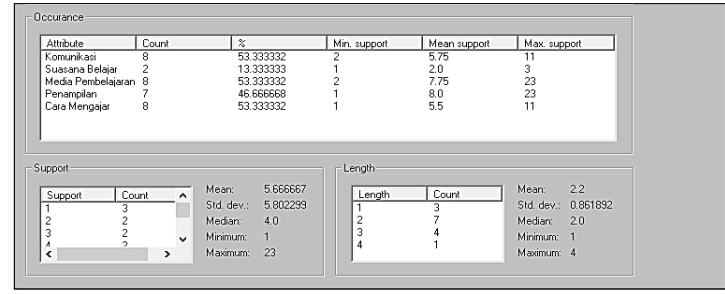 Occurance
Attribute Count % Min. support Mean support Max. support
Komunikasi 8 53.333332 2 5.75 11
Suasana Belajar 2 13.333333 1 2.0 3
Media Pembelajaran 8 53.333332 2 7.75 23
Penampilan 7 46.666668 1 8.0 23
Cara Mengajar 8 53.333332 1 5.5 11
Support
Support Count
1 3
2 2
3 2
4 2
Mean: 5.666667
Std. dev.: 5.802299
Median: 4.0
Minimum: 1
Maximum: 23
Length
Length Count
1 3
2 7
3 4
4 1
Mean: 2.2
Std. dev.: 0.861892
Median: 2.0
Minimum: 1
Maximum: 4